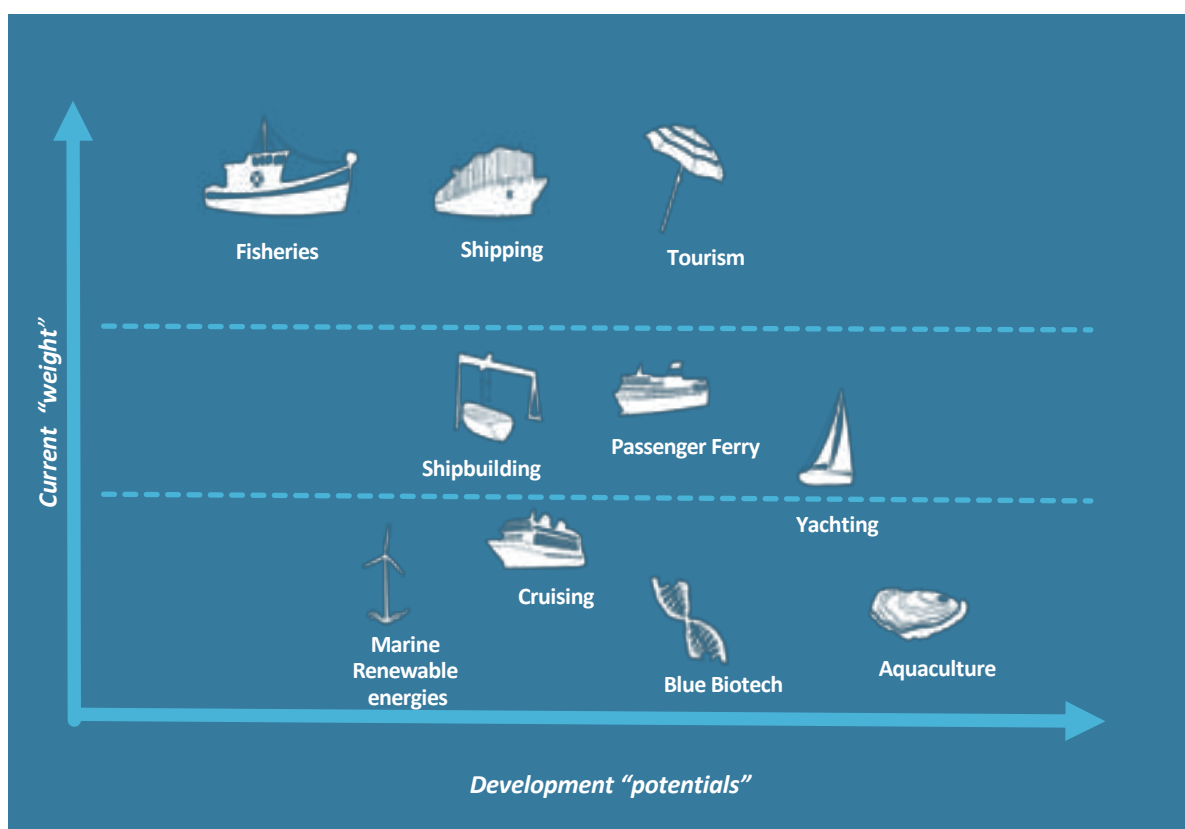 Fisheries
Shipping
Tourism
Current “weight”
Shipbuilding
Passenger Ferry
Yachting
Cruising
Marine
Renewable
energies
Blue Biotech
Aquaculture
Development “potentials”